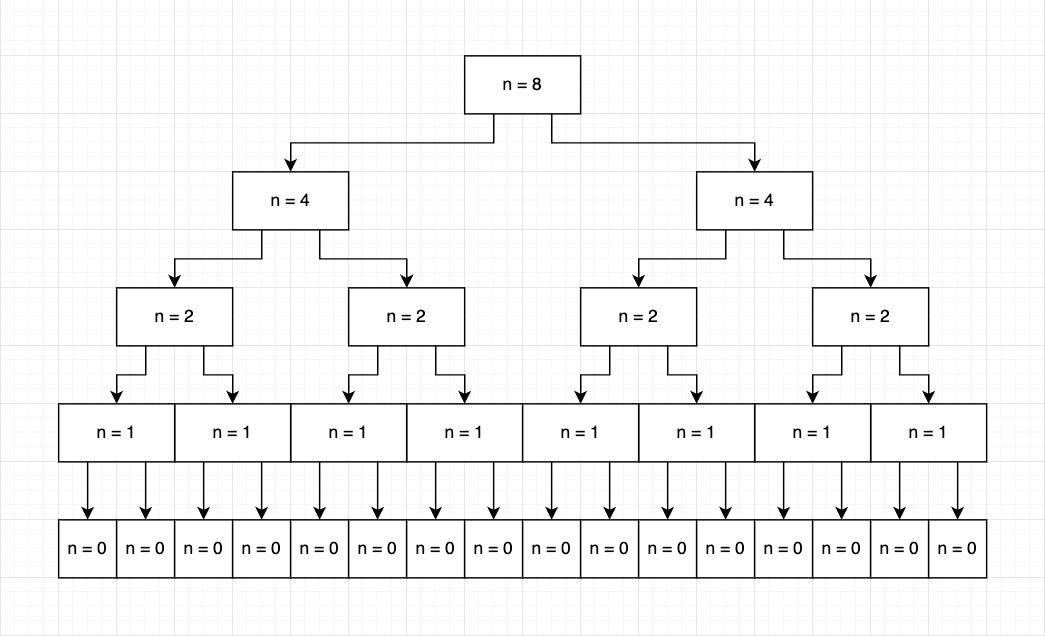 n = 8
n = 4 n = 4
n = 2 n = 2 n = 2 n = 2
n = 1 n = 1 n = 1 n = 1 n = 1 n = 1 n = 1 n = 1
n = 0 n = 0 n = 0 n = 0 n = 0 n = 0 n = 0 n = 0 n = 0 n = 0 n = 0 n = 0 n = 0 n = 0 n = 0 n = 0